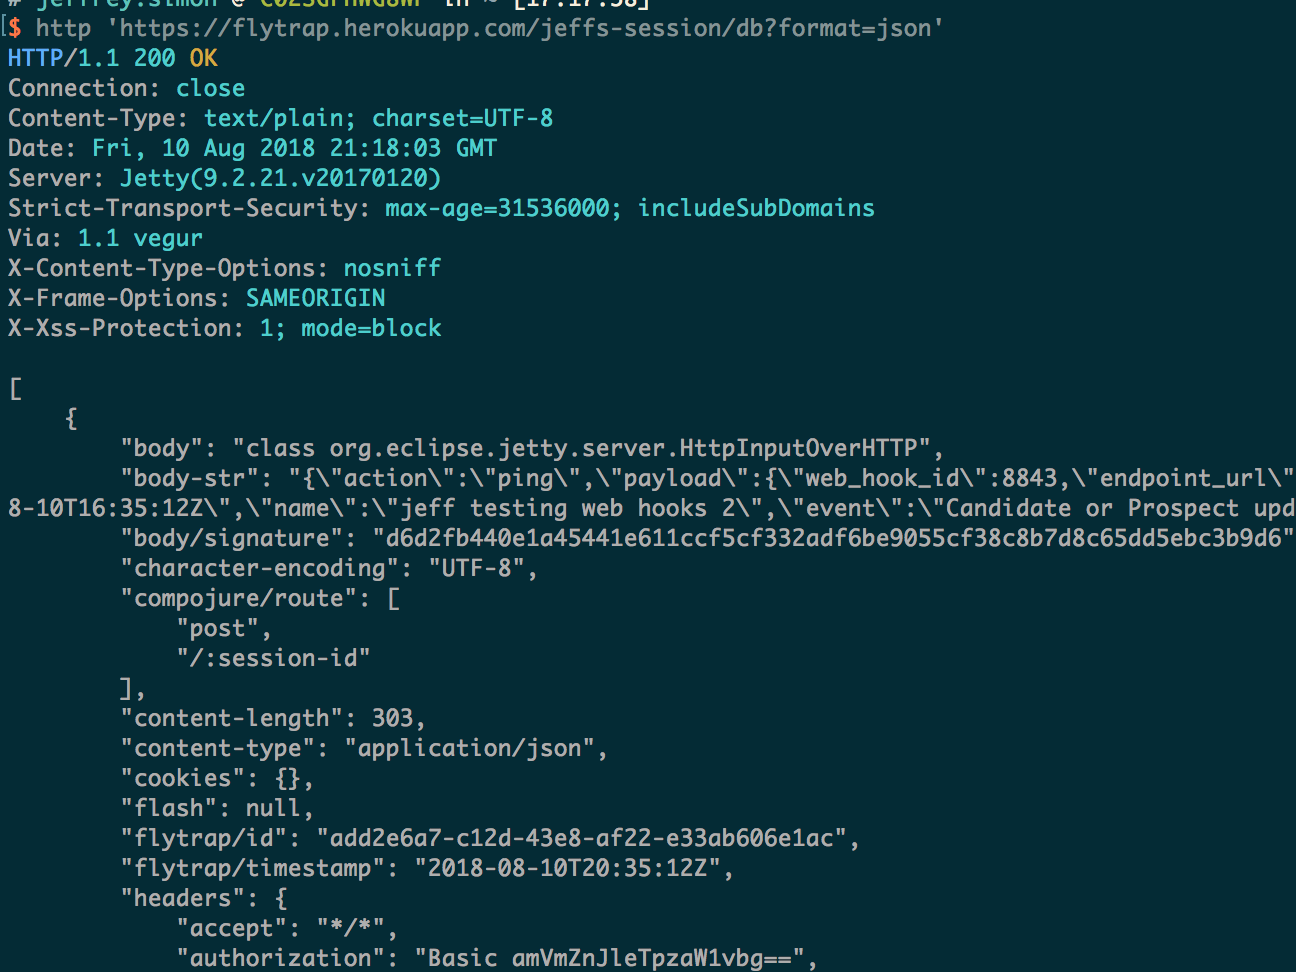 $ http 'https://flytrap.herokuapp.com/jeffs-session/db?format=json'
HTTP/1.1 200 OK
Connection: close
Content-Type: text/plain; charset=UTF-8
Date: Fri, 10 Aug 2018 21:18:03 GMT
Server: Jetty(9.2.21.v20170120)
Strict-Transport-Security: max-age=31536000; includeSubDomains
Via: 1.1 vegur
X-Content-Type-Options: nosniff
X-Frame-Options: SAMEORIGIN
X-Xss-Protection: 1; mode=block
[
{
"body": "class org.eclipse.jetty.server.HttpInputOverHTTP",
"body-str": "{\"action\":\"ping\",\"payload\":{\"web_hook_id\":8843,\"endpoint_url\"
8-10T16:35:12Z\",\"name\":\"jeff testing web hooks 2\",\"event\":\"Candidate or Prospect upd
"body/signature": "d6d2fb440e1a45441e611ccf5cf332adf6be9055cf38c8b7d8c65dd5ebc3b9d6"
"character-encoding": "UTF-8",
"compojure/route": [
"post",
"/:session-id"
],
"content-length": 303,
"content-type": "application/json",
"cookies": {},
"flash": null,
"flytrap/id": "add2e6a7-c12d-43e8-af22-e33ab606e1ac",
"flytrap/timestamp": "2018-08-10T20:35:12Z",
"headers": {
"accept": "*/*",
"authorization": "Basic amVmZnJleTpzaW1vbg==",